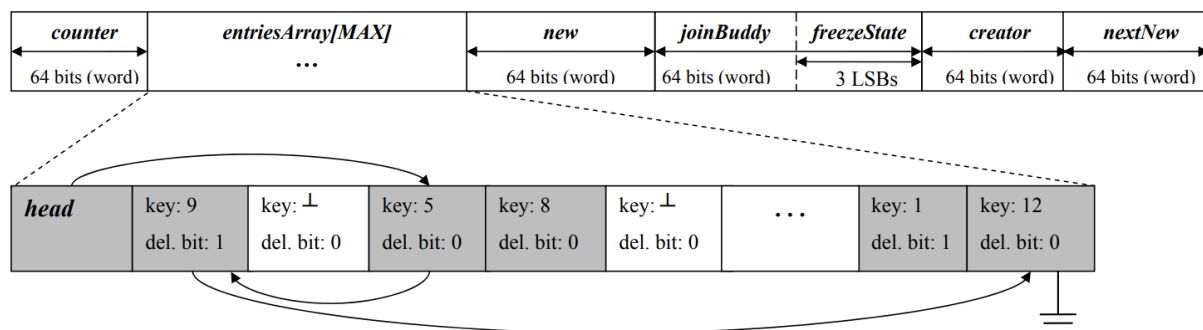 counter entriesArray[MAX] new joinBuddy freezeState creator nextNew
...
64 bits (word) 64 bits (word) 64 bits (word) 3 LSBs 64 bits (word) 64 bits (word)
head key: 9 key: ⊥ key: 5 key: 8 key: ⊥ ... key: 1 key: 12
del. bit: 1 del. bit: 0 del. bit: 0 del. bit: 0 del. bit: 0 del. bit: 1 del. bit: 0